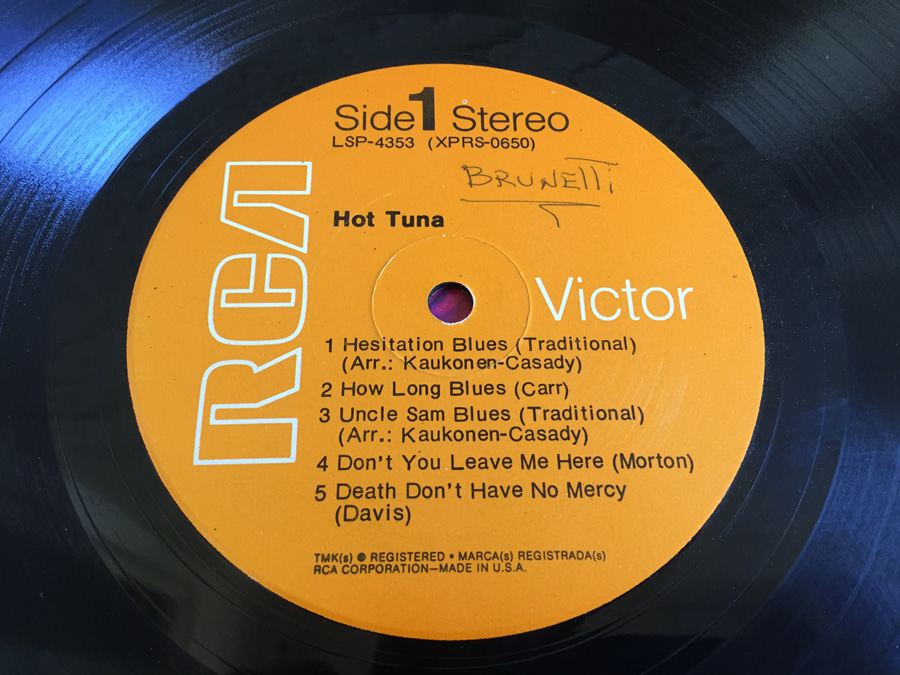 Side 1 Stereo
LSP-4353 (XPRS-0650)
BRUNETTI
Hot Tuna
RCA
Victor
1 Hesitation Blues (Traditional)
(Arr.: Kaukonen-Casady)
2 How Long Blues (Carr)
3 Uncle Sam Blues (Traditional)
(Arr.: Kaukonen-Casady)
4 Don't You Leave Me Here (Morton)
5 Death Don't Have No Mercy
(Davis)
TMK(s) ® REGISTERED • MARCA(s) REGISTRADA(s)
RCA CORPORATION—MADE IN U.S.A.